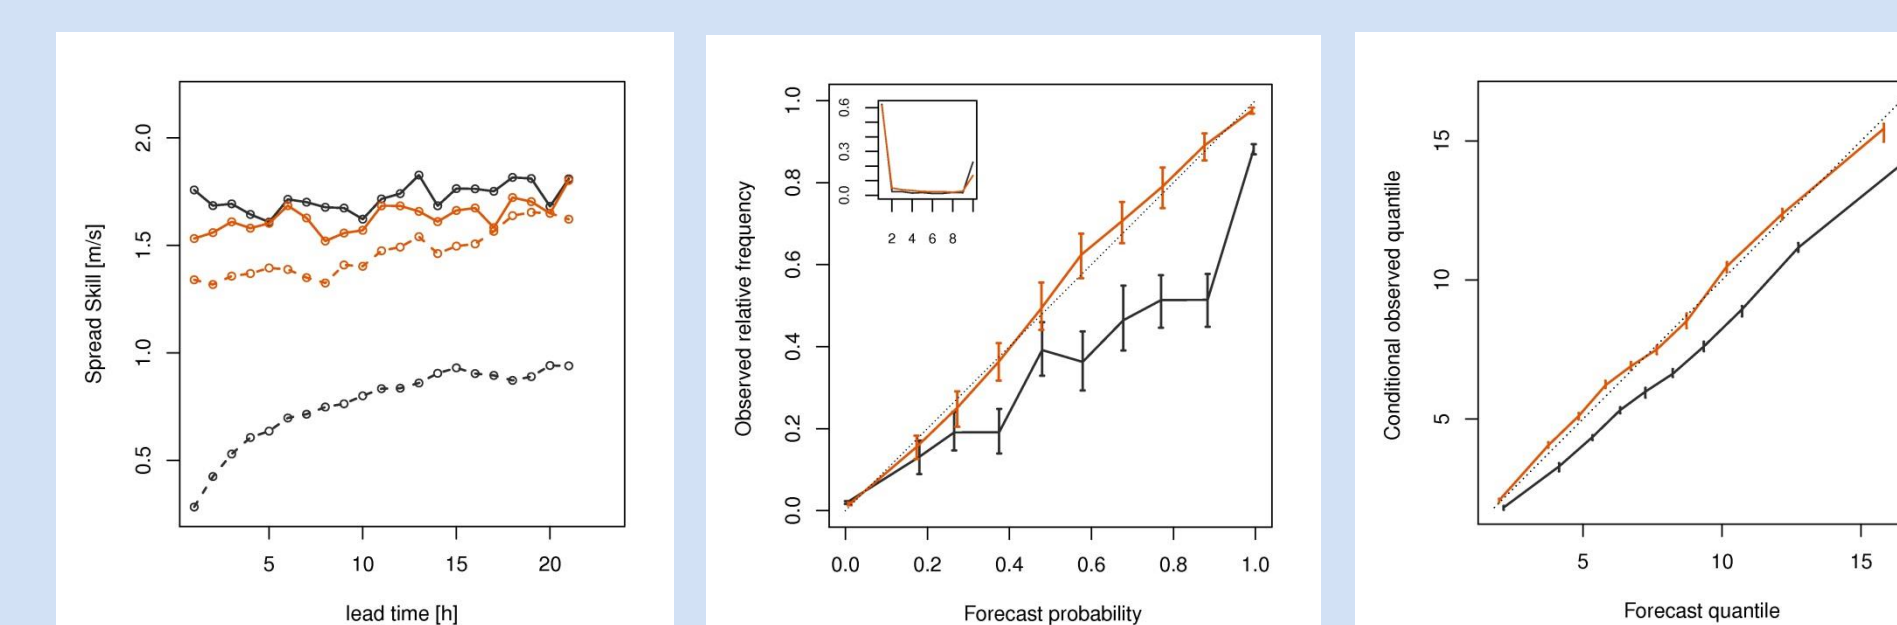 2.0
1.5
1.0
0.5
Spread Skill [m/s]
5 10 15 20
lead time [h]
1.0
0.8
0.6
0.4
0.2
0.0
Observed relative frequency
0.6
0.3
0.0
2 4 6 8
0.0 0.2 0.4 0.6 0.8 1.0
Forecast probability
15
10
5
Conditional observed quantile
5 10 15
Forecast quantile